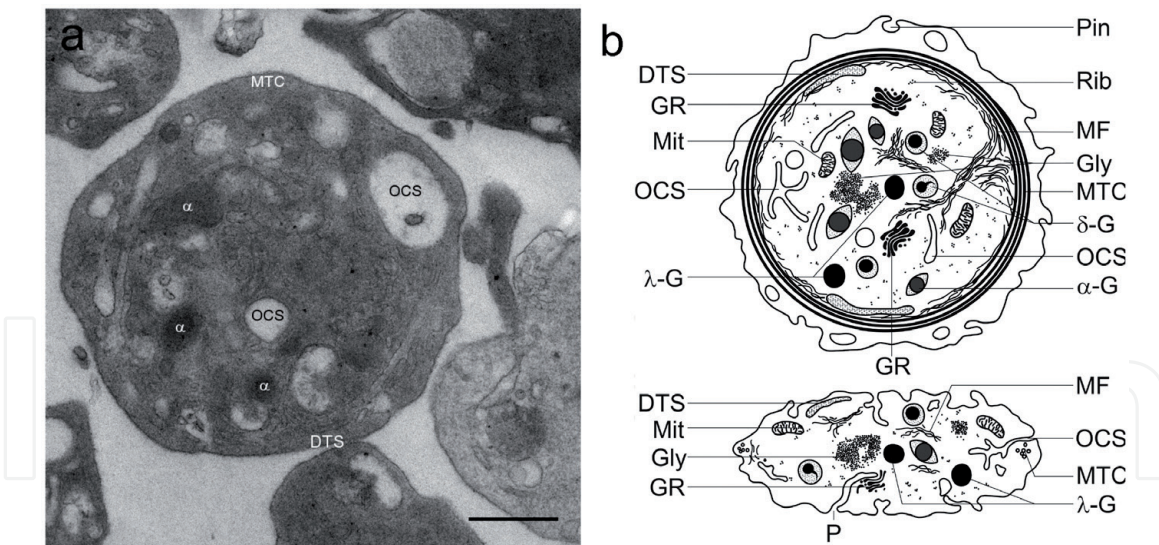 a
MTC
OCS
α
OCS
α
α
DTS
b
Pin
DTS
Rib
GR
MF
Mit
Gly
OCS
MTC
δ-G
OCS
λ-G
α-G
GR
DTS
MF
Mit
OCS
Gly
MTC
GR
λ-G
P